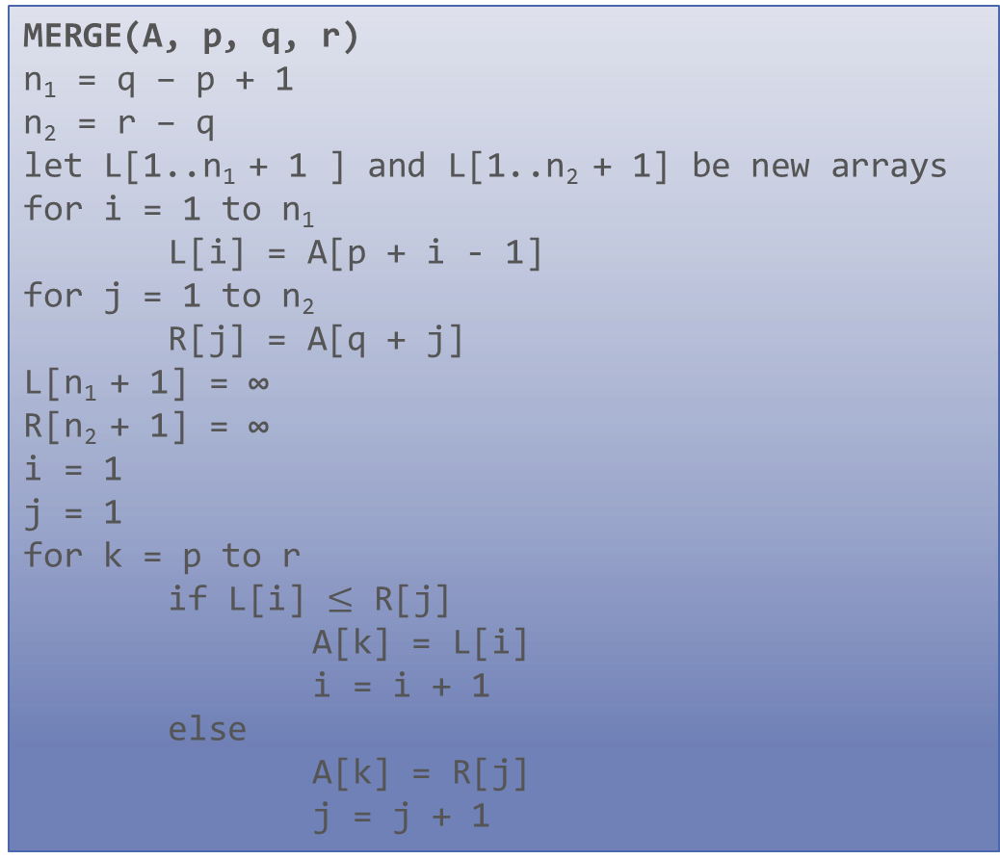 MERGE(A, p, q, r)
n₁ = q – p + 1
n₂ = r – q
let L[1..n₁ + 1 ] and L[1..n₂ + 1] be new arrays
for i = 1 to n₁
L[i] = A[p + i - 1]
for j = 1 to n₂
R[j] = A[q + j]
L[n₁ + 1] = ∞
R[n₂ + 1] = ∞
i = 1
j = 1
for k = p to r
if L[i] ≤ R[j]
A[k] = L[i]
i = i + 1
else
A[k] = R[j]
j = j + 1